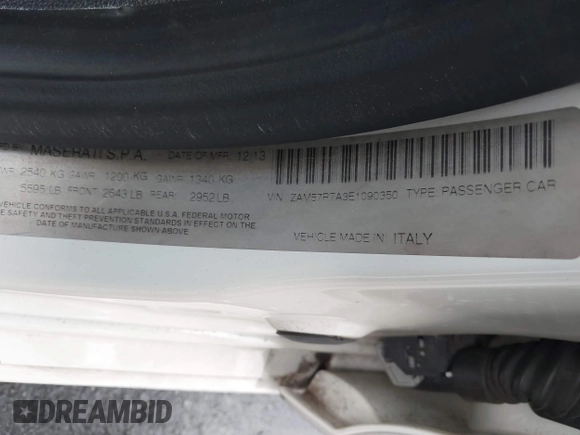 MASERATI S.P.A. DATE OF MFR. 12/13
2540 KG GAWR 1200 KG GAWR 1340 KG
5595 LB FRONT 2643 LB REAR 2952 LB
VEHICLE CONFORMS TO ALL APPLICABLE U.S.A. FEDERAL MOTOR
SAFETY AND THEFT PREVENTION STANDARDS IN EFFECT ON THE
DATE OF MANUFACTURE SHOWN ABOVE
VIN ZAM57RTA3E1090350 TYPE PASSENGER CAR
VEHICLE MADE IN ITALY
DREAMBID